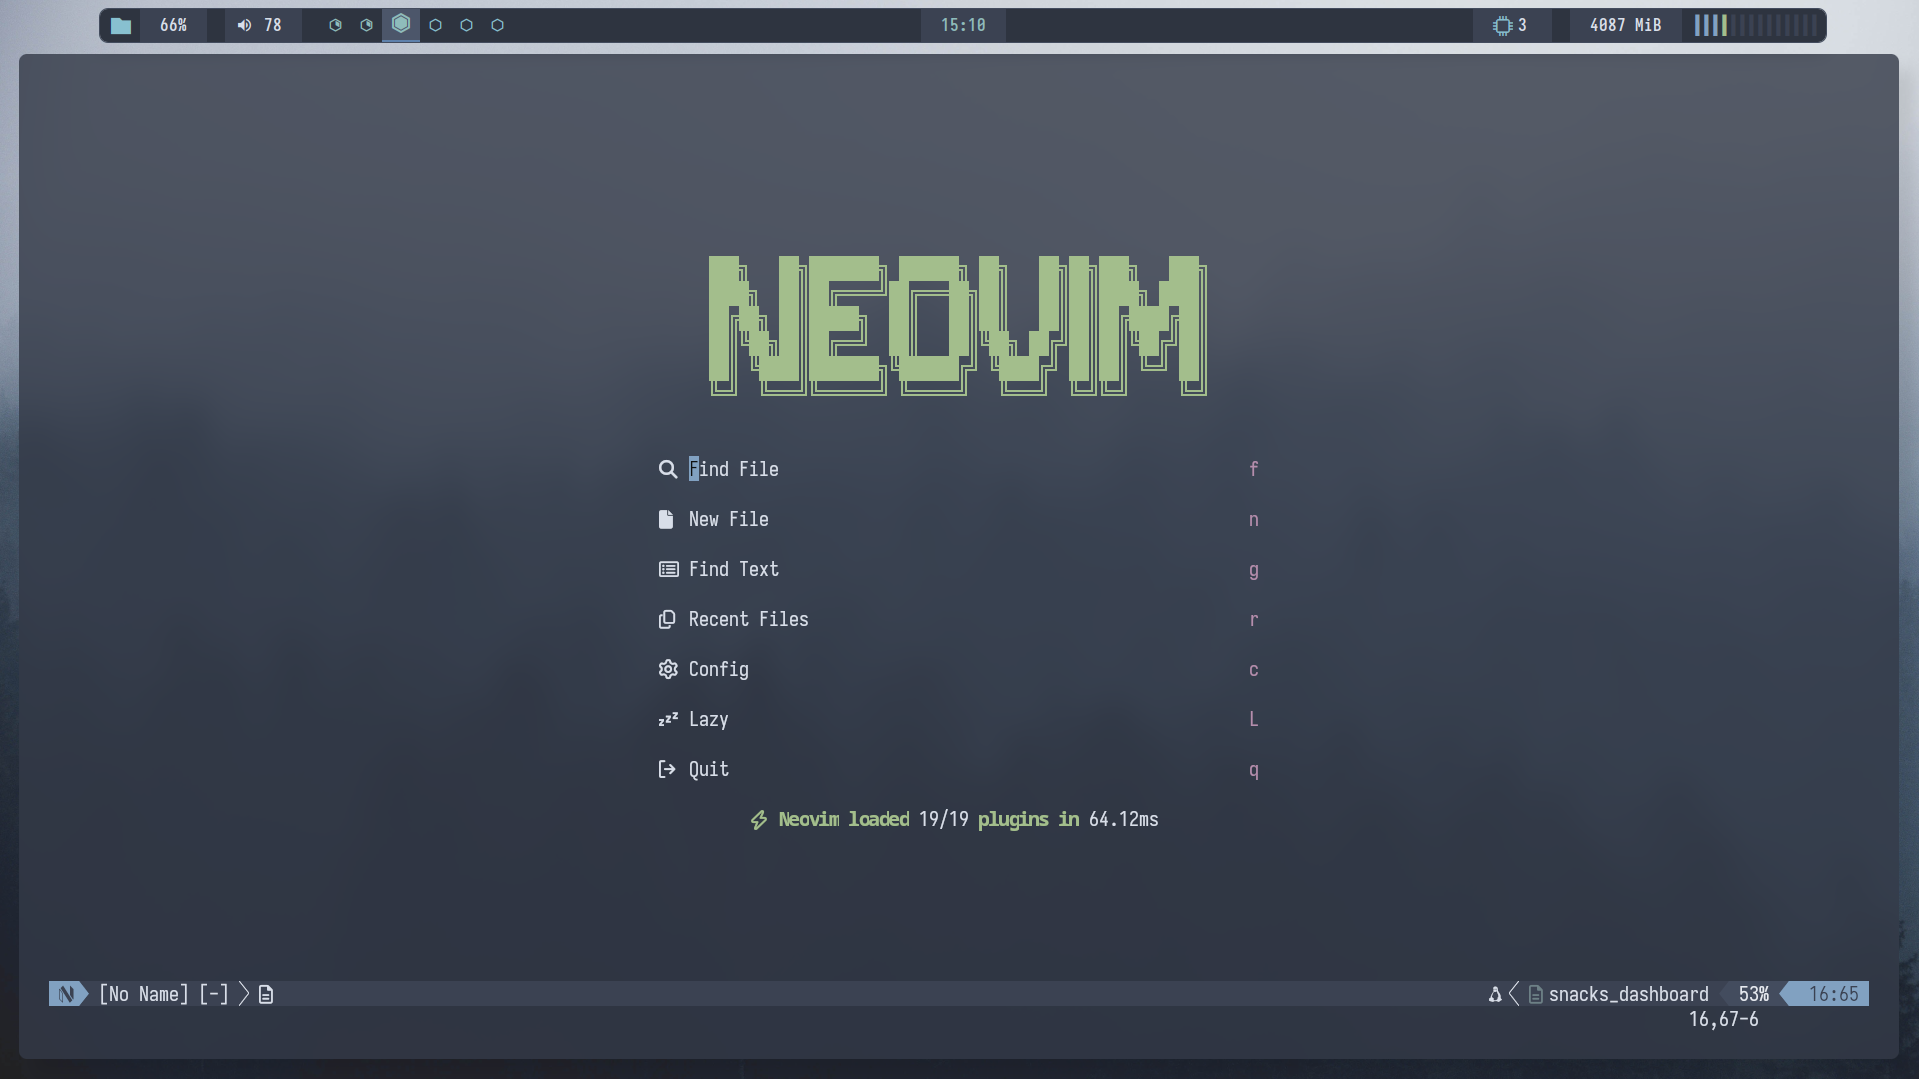 66% 78 15:10 3 4087 MiB
NEOVIM
Find File f
New File n
Find Text g
Recent Files r
Config c
Lazy L
Quit q
Neovim loaded 19/19 plugins in 64.12ms
[No Name] [-] snacks_dashboard 53% 16:65
16,67-6